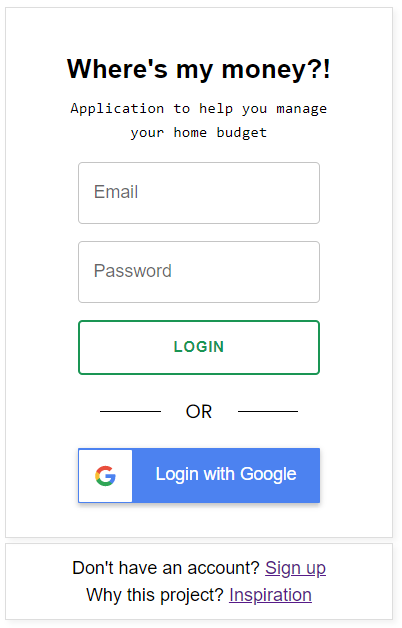 Where's my money?!
Application to help you manage
your home budget
Email
Password
LOGIN
OR
Login with Google
Don't have an account? Sign up
Why this project? Inspiration